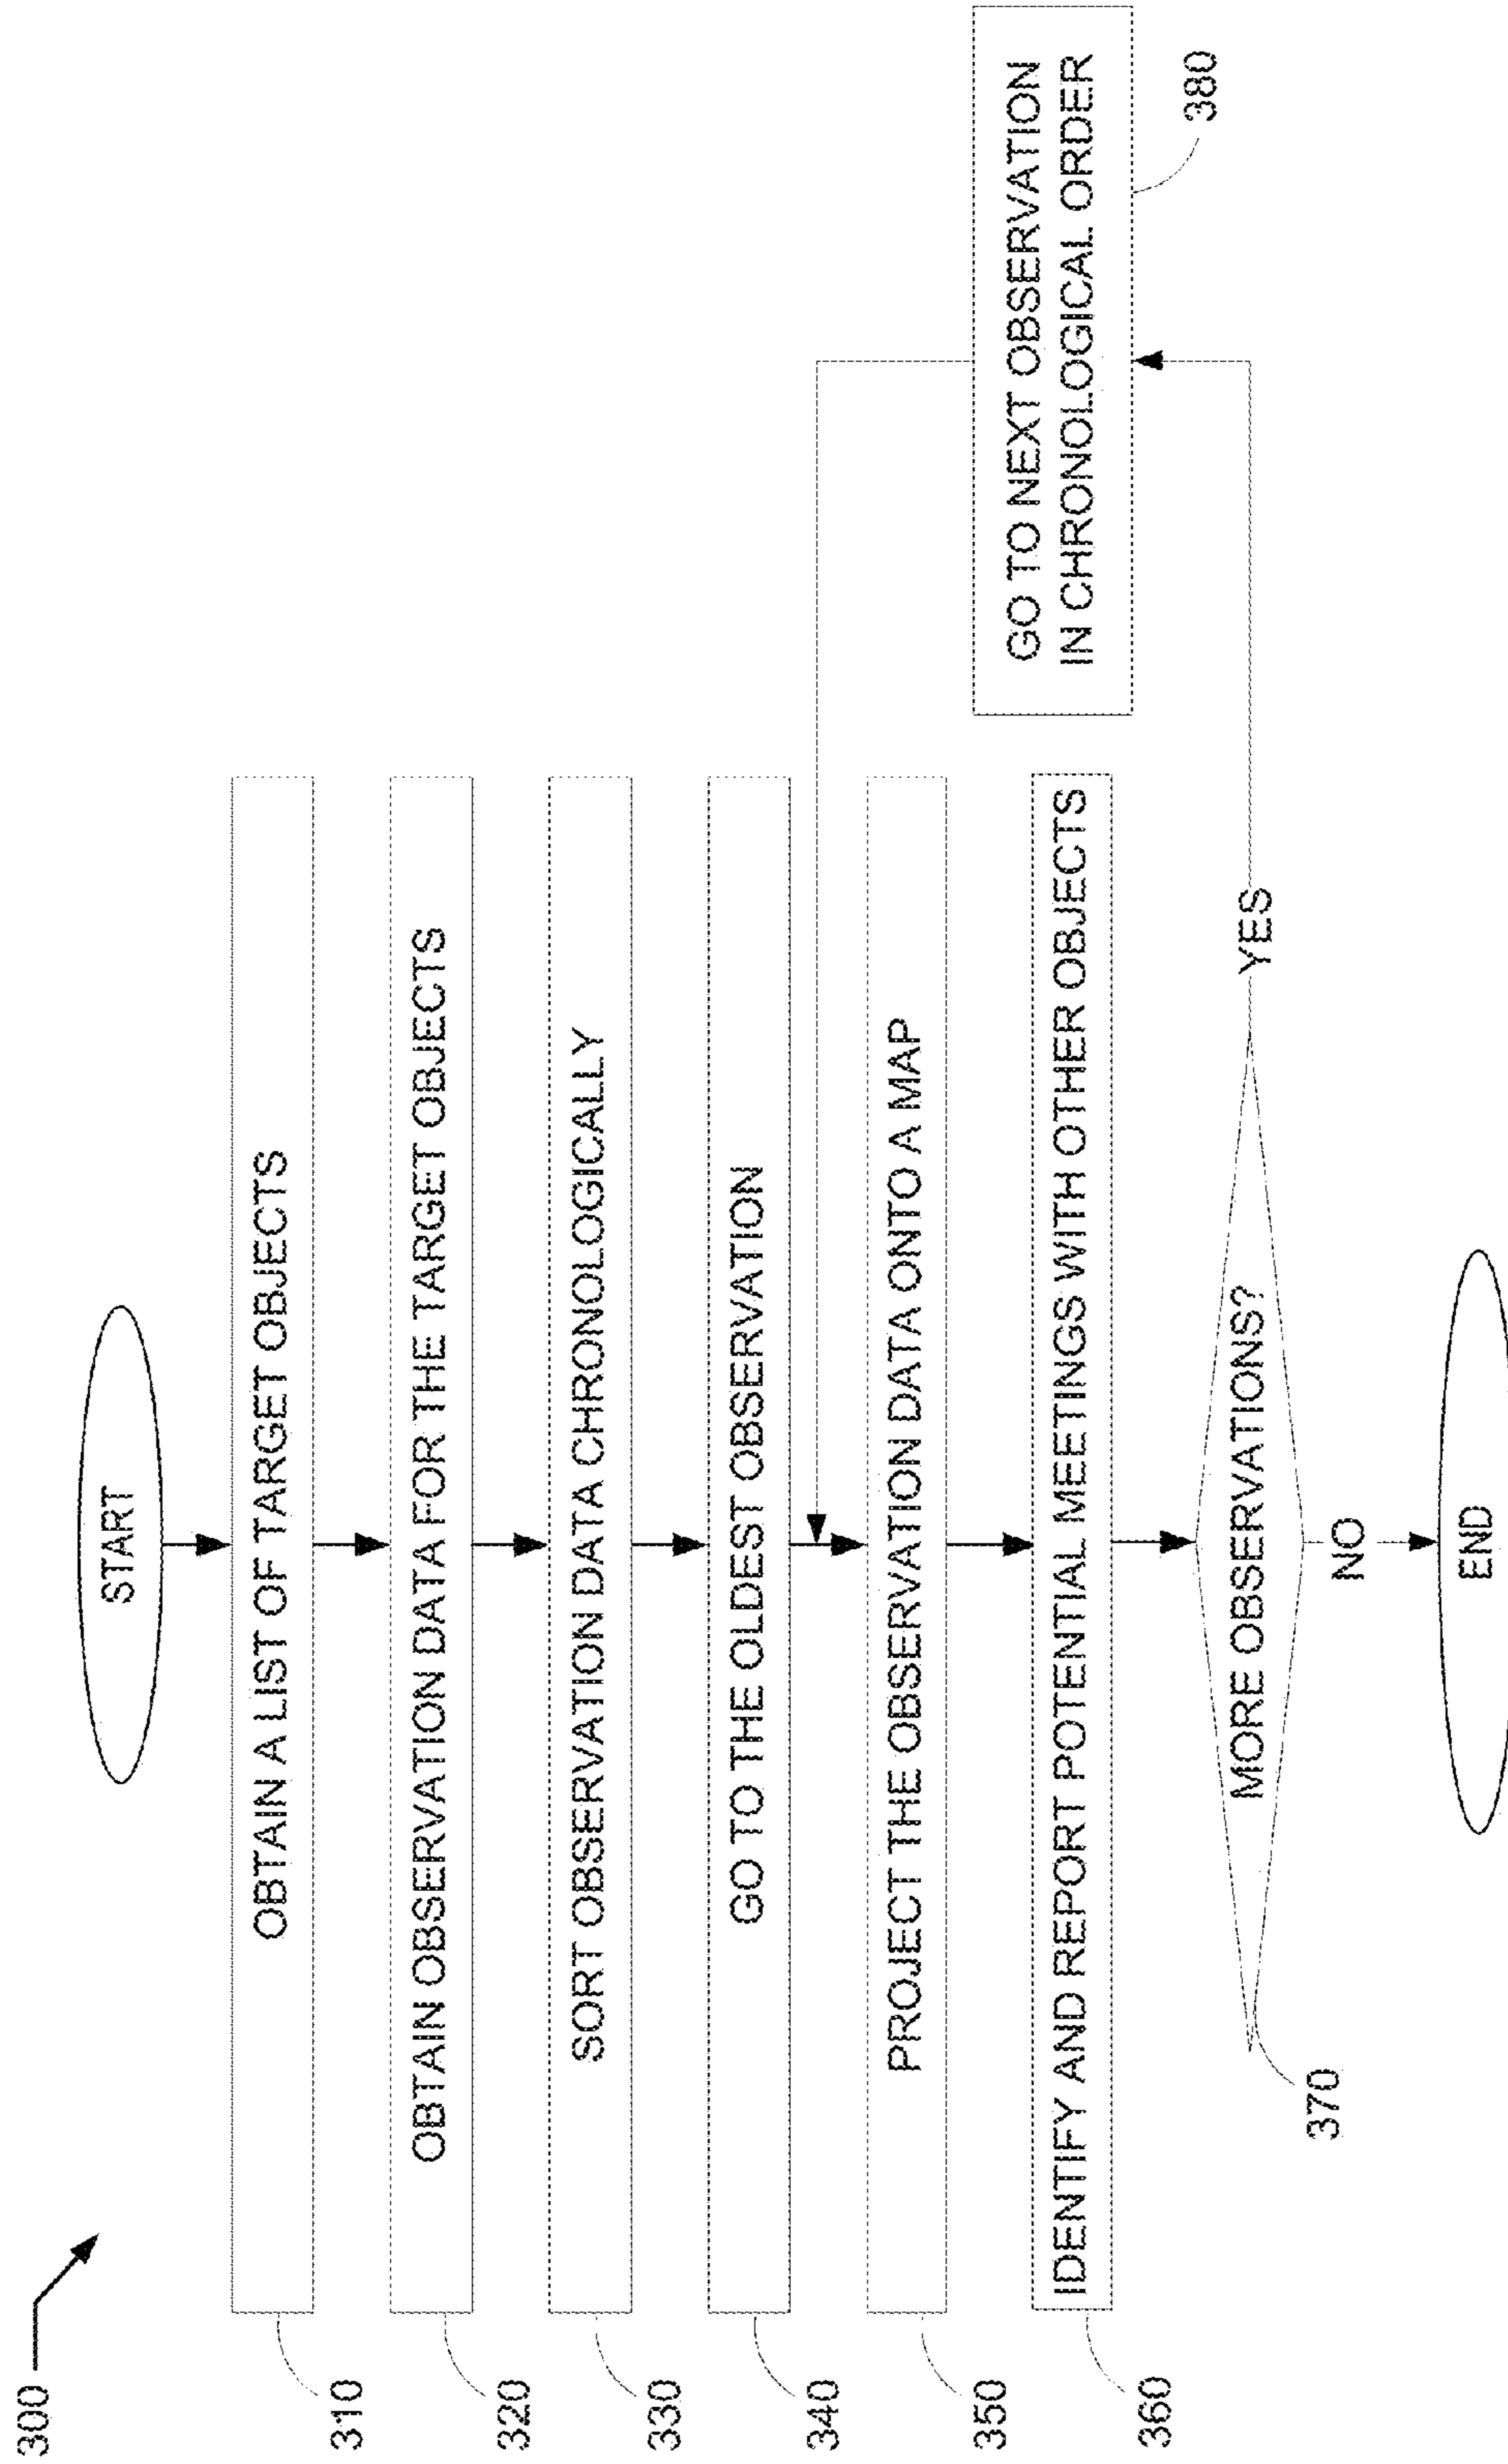 300
START
310
OBTAIN A LIST OF TARGET OBJECTS
320
OBTAIN OBSERVATION DATA FOR THE TARGET OBJECTS
330
SORT OBSERVATION DATA CHRONOLOGICALLY
340
GO TO THE OLDEST OBSERVATION
350
PROJECT THE OBSERVATION DATA ONTO A MAP
360
IDENTIFY AND REPORT POTENTIAL MEETINGS WITH OTHER OBJECTS
370
MORE OBSERVATIONS?
YES
GO TO NEXT OBSERVATION
IN CHRONOLOGICAL ORDER
380
NO
END